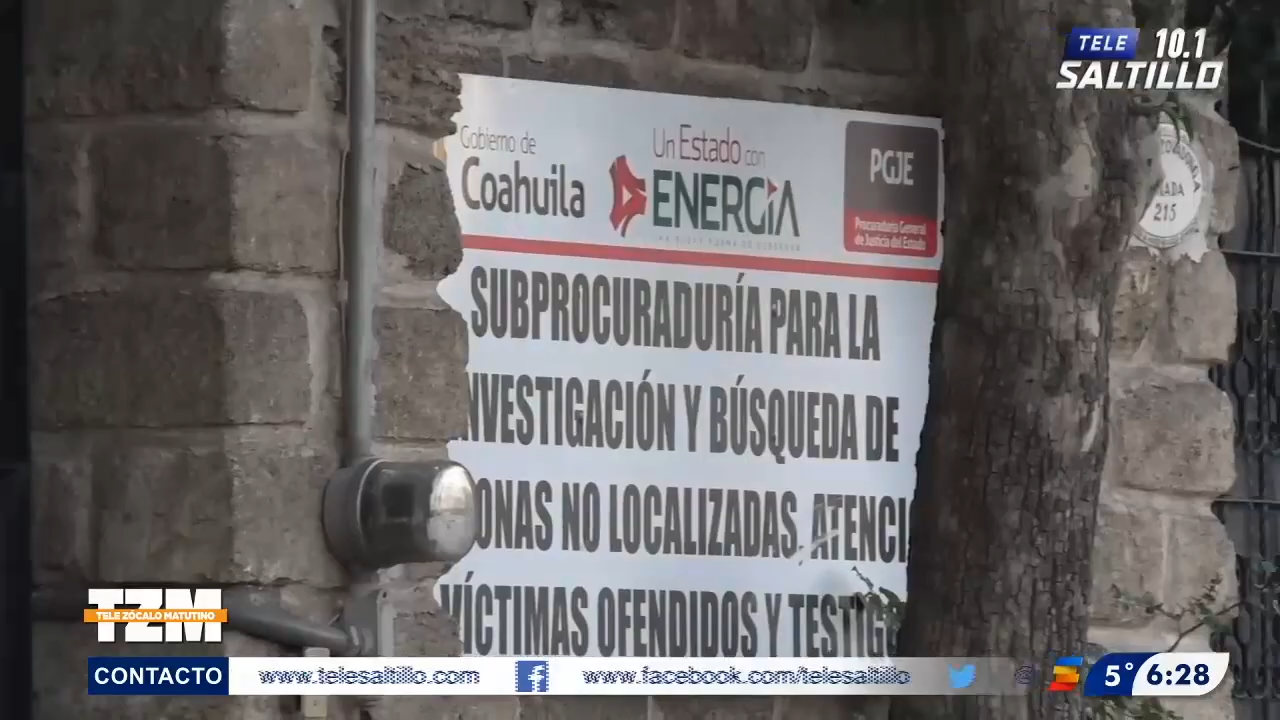 TELE 10.1
SALTILLO
Gobierno de
Coahuila
Un Estado con
ENERGÍA
PGJE
Procuraduría General
de Justicia del Estado
LADA
215
SUBPROCURADURÍA PARA LA
NVESTIGACIÓN Y BÚSQUEDA DE
ONAS NO LOCALIZADAS, ATENCI
VÍCTIMAS OFENDIDOS Y TESTIGO
TZM
TELE ZÓCALO MATUTINO
CONTACTO www.telesaltillo.com www.facebook.com/telesaltillo @ 5° 6:28